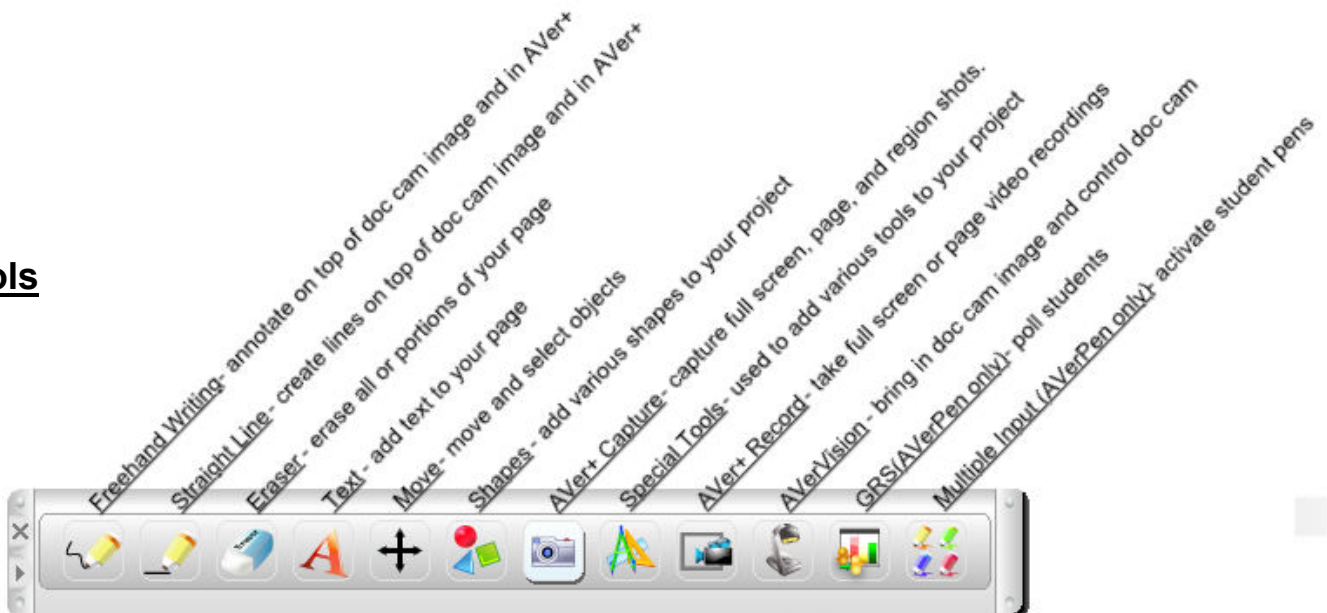 ols
Freehand Writing- annotate on top of doc cam image and in AVer+
Straight Line- create lines on top of doc cam image and in AVer+
Eraser- erase all or portions of your page
Text- add text to your page
Move- move and select objects
Shapes- add various shapes to your project
AVer+ Capture- capture full screen, page, and region shots.
Special Tools- used to add various tools to your project
AVer+ Record- take full screen or page video recordings
AVerVision- bring in doc cam image and control doc cam
GRS(AVerPen only)- poll students
Multiple Input (AVerPen only)- activate student pens